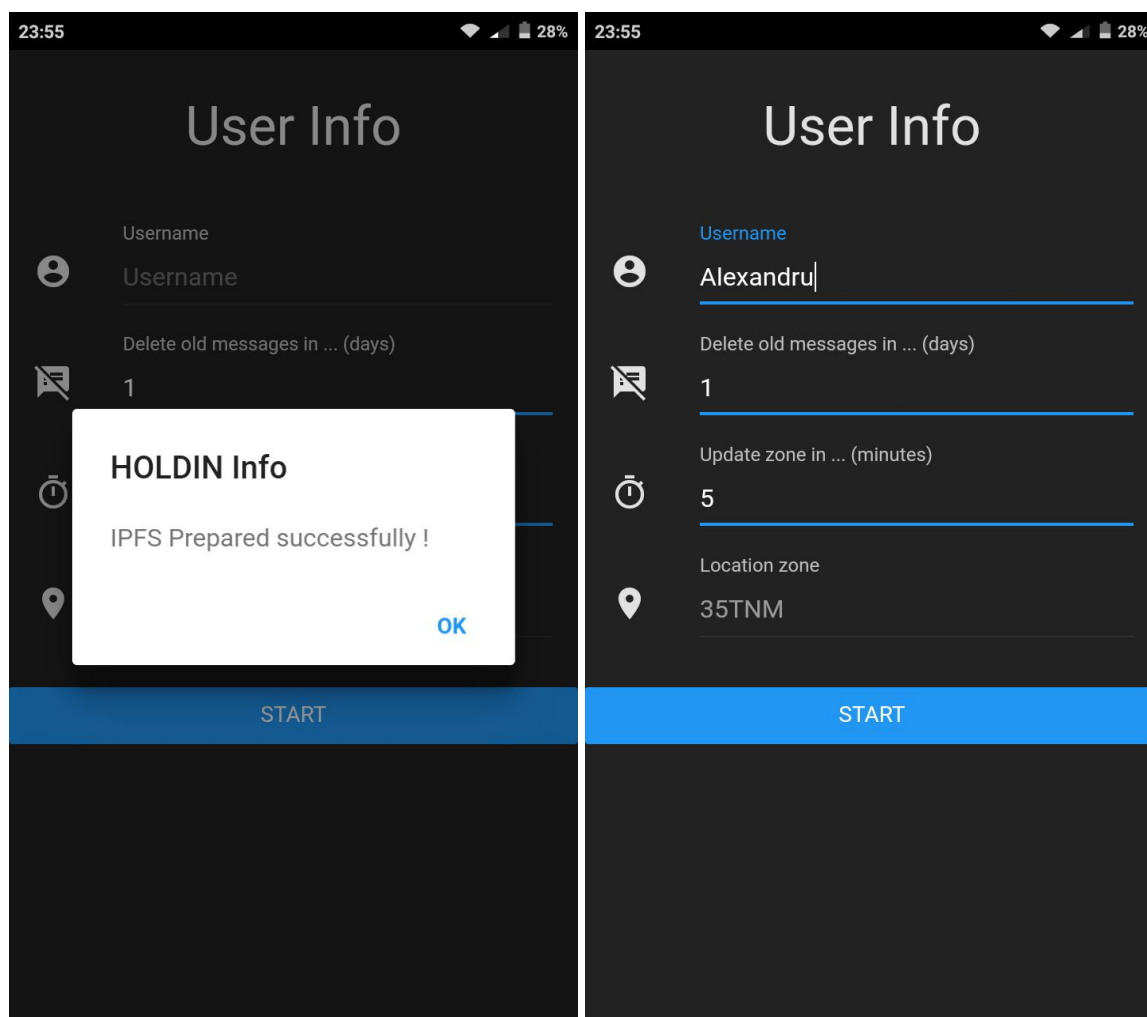 23:55
28%
User Info
Username
Username
Delete old messages in ... (days)
1
HOLDIN Info
IPFS Prepared successfully !
OK
START
23:55
28%
User Info
Username
Alexandru
Delete old messages in ... (days)
1
Update zone in ... (minutes)
5
Location zone
35TNM
START